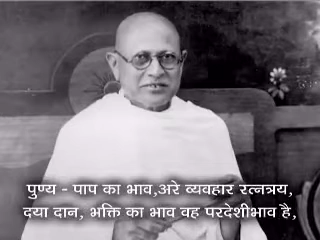 पुण्य - पाप का भाव,अरे व्यवहार रत्नत्रय,
दया दान, भक्ति का भाव वह परदेशीभाव है,